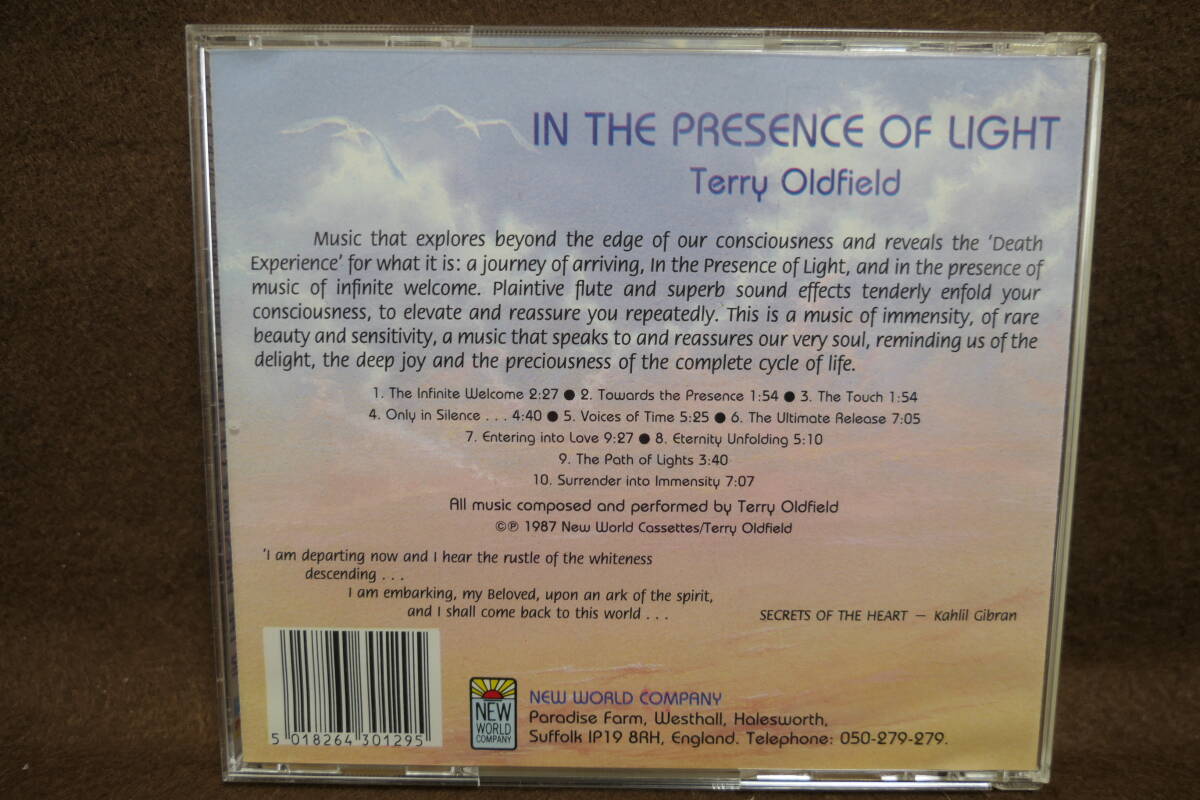 IN THE PRESENCE OF LIGHT
Terry Oldfield
Music that explores beyond the edge of our consciousness and reveals the 'Death
Experience' for what it is: a journey of arriving, In the Presence of Light, and in the presence of
music of infinite welcome. Plaintive flute and superb sound effects tenderly enfold your
consciousness, to elevate and reassure you repeatedly. This is a music of immensity, of rare
beauty and sensitivity, a music that speaks to and reassures our very soul, reminding us of the
delight, the deep joy and the preciousness of the complete cycle of life.
1. The Infinite Welcome 2:27 ● 2. Towards the Presence 1:54 ● 3. The Touch 1:54
4. Only in Silence . . . 4:40 ● 5. Voices of Time 5:25 ● 6. The Ultimate Release 7:05
7. Entering into Love 9:27 ● 8. Eternity Unfolding 5:10
9. The Path of Lights 3:40
10. Surrender into Immensity 7:07
All music composed and performed by Terry Oldfield
©℗ 1987 New World Cassettes/Terry Oldfield
'I am departing now and I hear the rustle of the whiteness
descending . . .
I am embarking, my Beloved, upon an ark of the spirit,
and I shall come back to this world . . .
SECRETS OF THE HEART — Kahlil Gibran
5 018264 301295
NEW
WORLD
COMPANY
NEW WORLD COMPANY
Paradise Farm, Westhall, Halesworth,
Suffolk IP19 8RH, England. Telephone: 050-279-279.